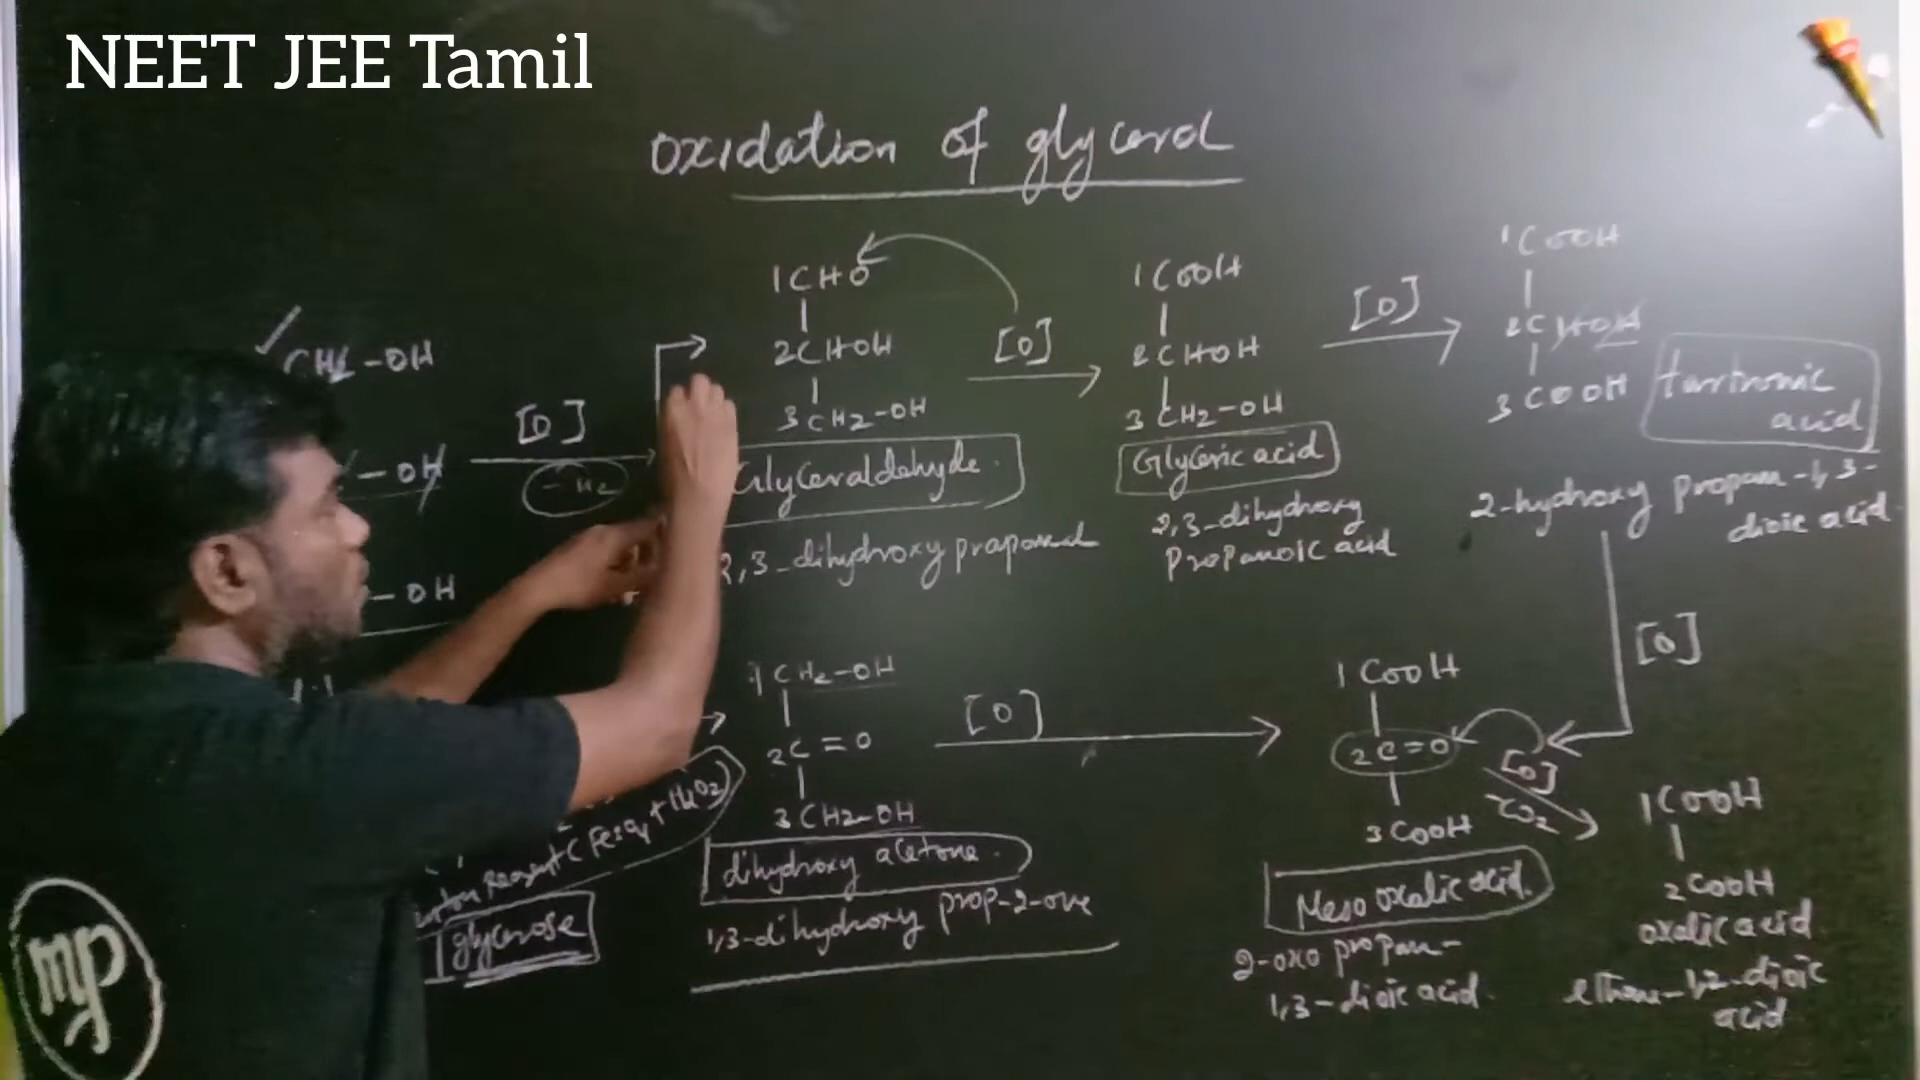 NEET JEE Tamil
oxidation of glycerol
1CHO
2CHOH
3CH2-OH
Glyceraldehyde.
2,3-dihydroxy propanal
[O]
1COOH
2CHOH
3CH2-OH
Glyceric acid
2,3-dihydroxy
Propanoic acid
[O]
1COOH
2CHOH
3COOH
tartronic
acid
2-hydroxy propan-1,3-
dioic acid.
[O]
CH2-OH
-OH
-OH
[O]
-H2
1CH2-OH
2C=O
3CH2-OH
dihydroxy acetone.
1,3-dihydroxy prop-2-one
[O]
1COOH
2C=O
3COOH
Meso oxalic acid.
2-oxo propan-
1,3-dioic acid.
[O]
-CO2
1COOH
2COOH
oxalic acid.
ethane-1,2-dioic
acid
glycerose
mp